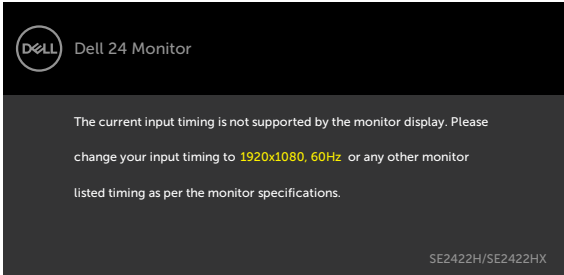 DELL
Dell 24 Monitor
The current input timing is not supported by the monitor display. Please
change your input timing to 1920x1080, 60Hz or any other monitor
listed timing as per the monitor specifications.
SE2422H/SE2422HX